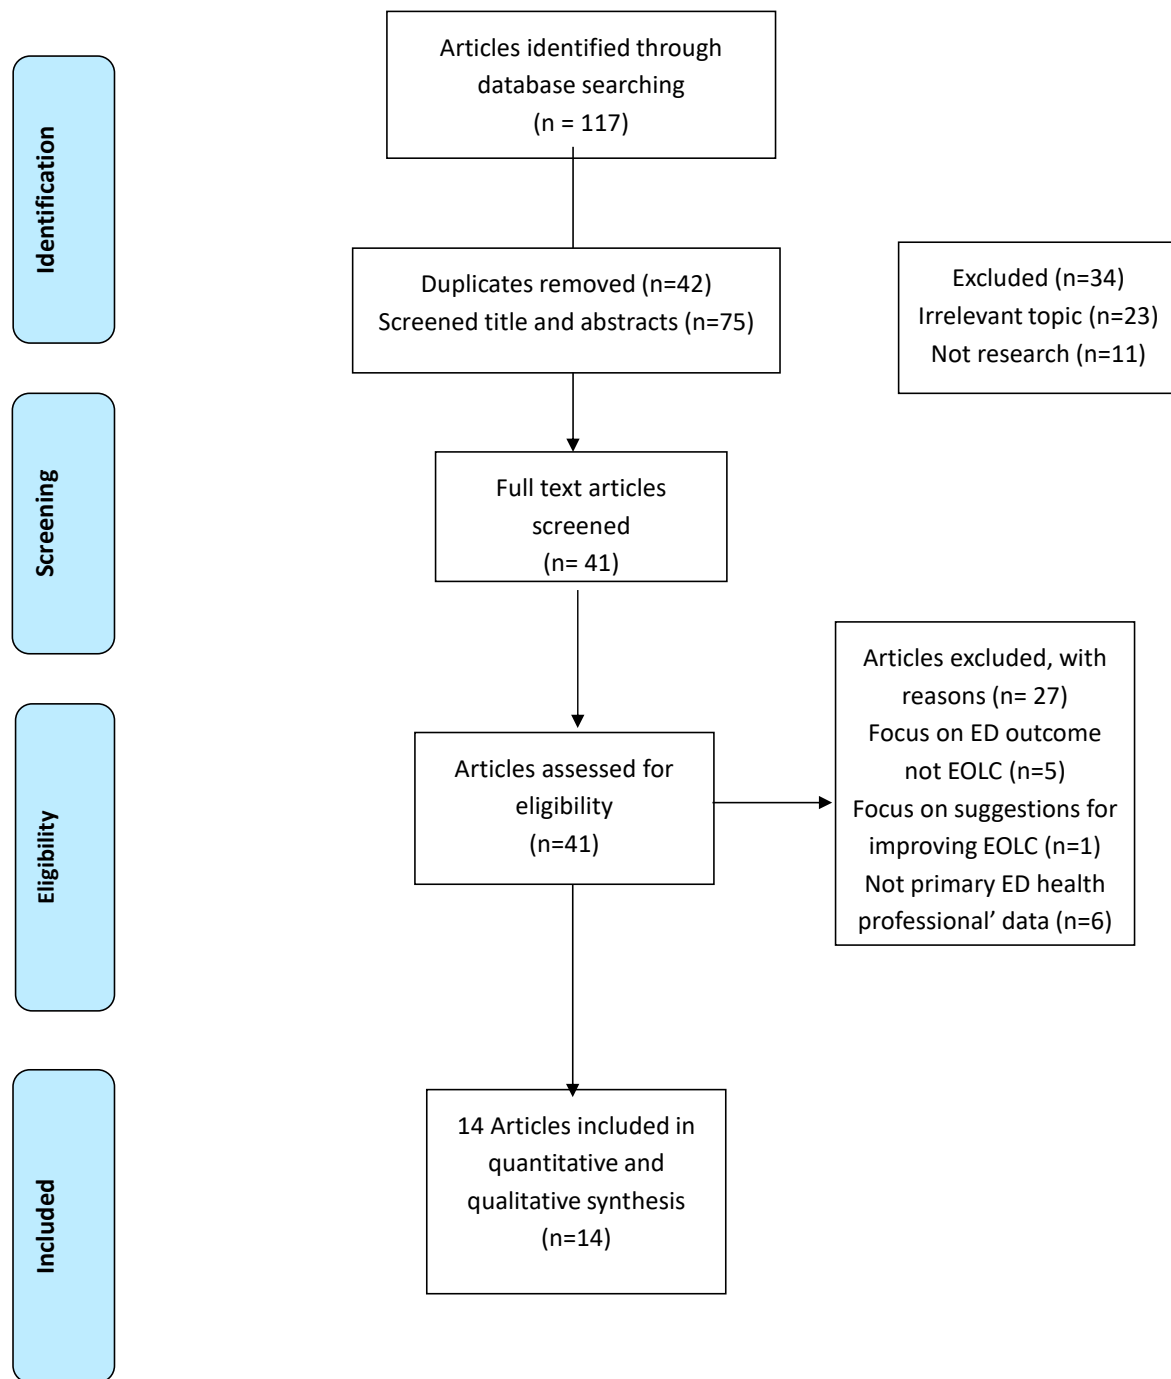 Identification
Articles identified through
database searching
(n = 117)
Duplicates removed (n=42)
Screened title and abstracts (n=75)
Excluded (n=34)
Irrelevant topic (n=23)
Not research (n=11)
Screening
Full text articles
screened
(n= 41)
Eligibility
Articles assessed for
eligibility
(n=41)
Articles excluded, with
reasons (n= 27)
Focus on ED outcome
not EOLC (n=5)
Focus on suggestions for
improving EOLC (n=1)
Not primary ED health
professional’ data (n=6)
Included
14 Articles included in
quantitative and
qualitative synthesis
(n=14)